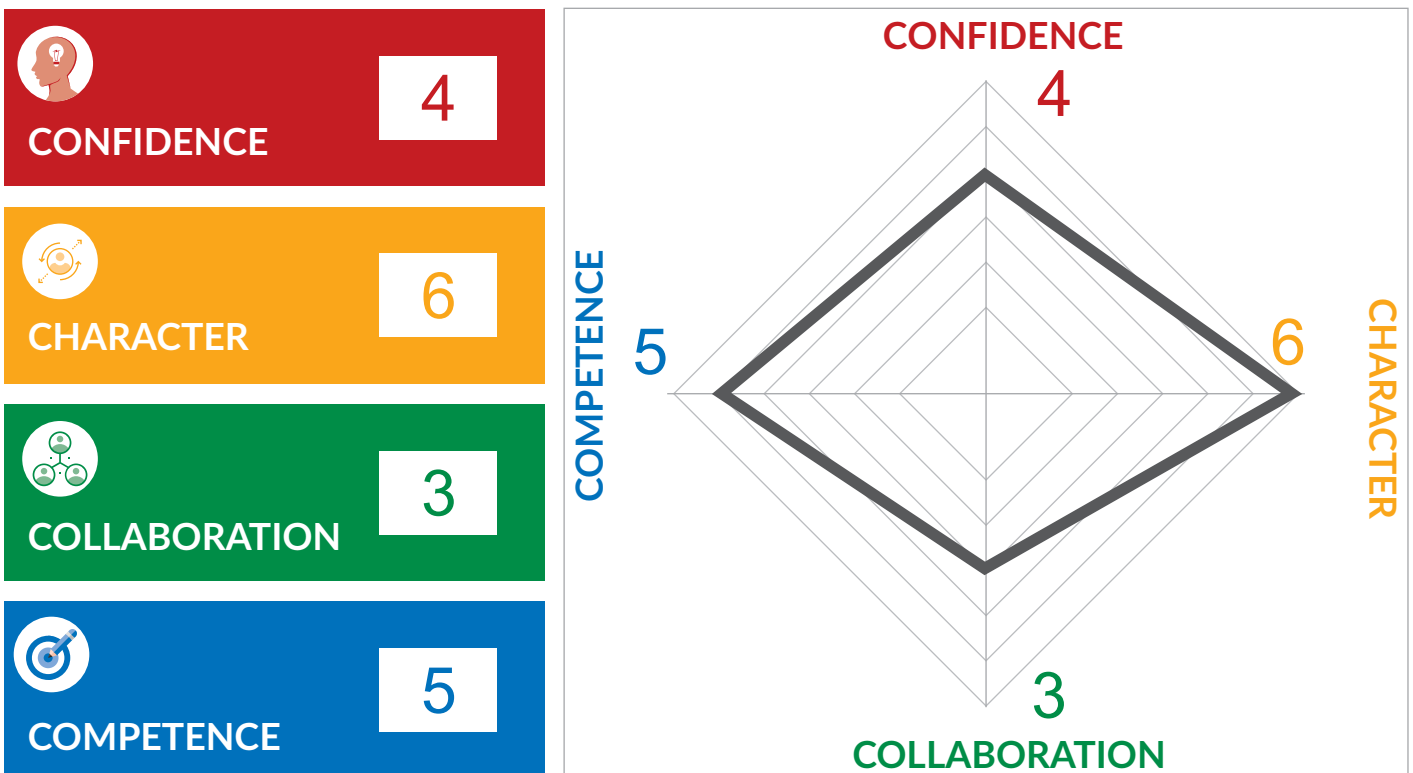 4
CONFIDENCE
6
CHARACTER
3
COLLABORATION
5
COMPETENCE
CONFIDENCE
4
COMPETENCE
5
6
CHARACTER
3
COLLABORATION